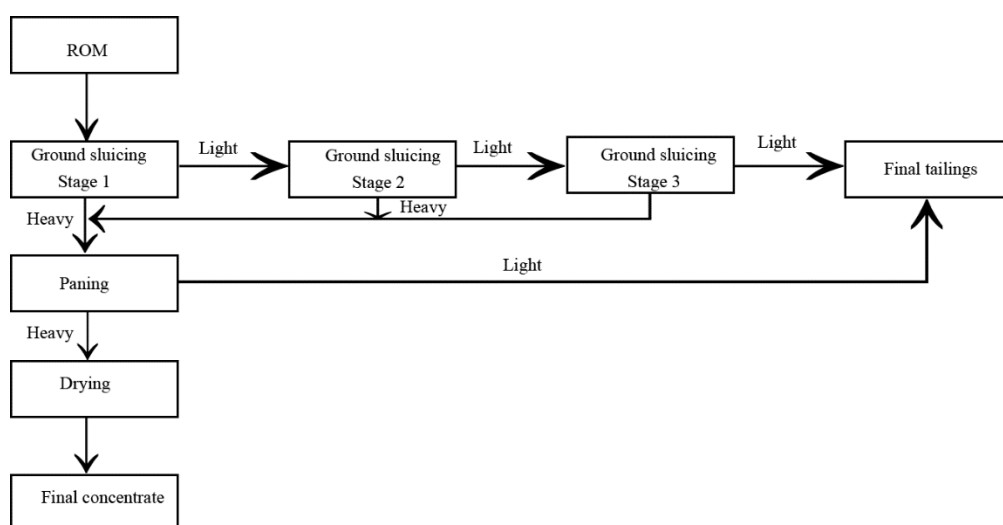 ROM
Ground sluicing
Stage 1
Light
Ground sluicing
Stage 2
Light
Ground sluicing
Stage 3
Light
Final tailings
Heavy
Heavy
Paning
Light
Heavy
Drying
Final concentrate